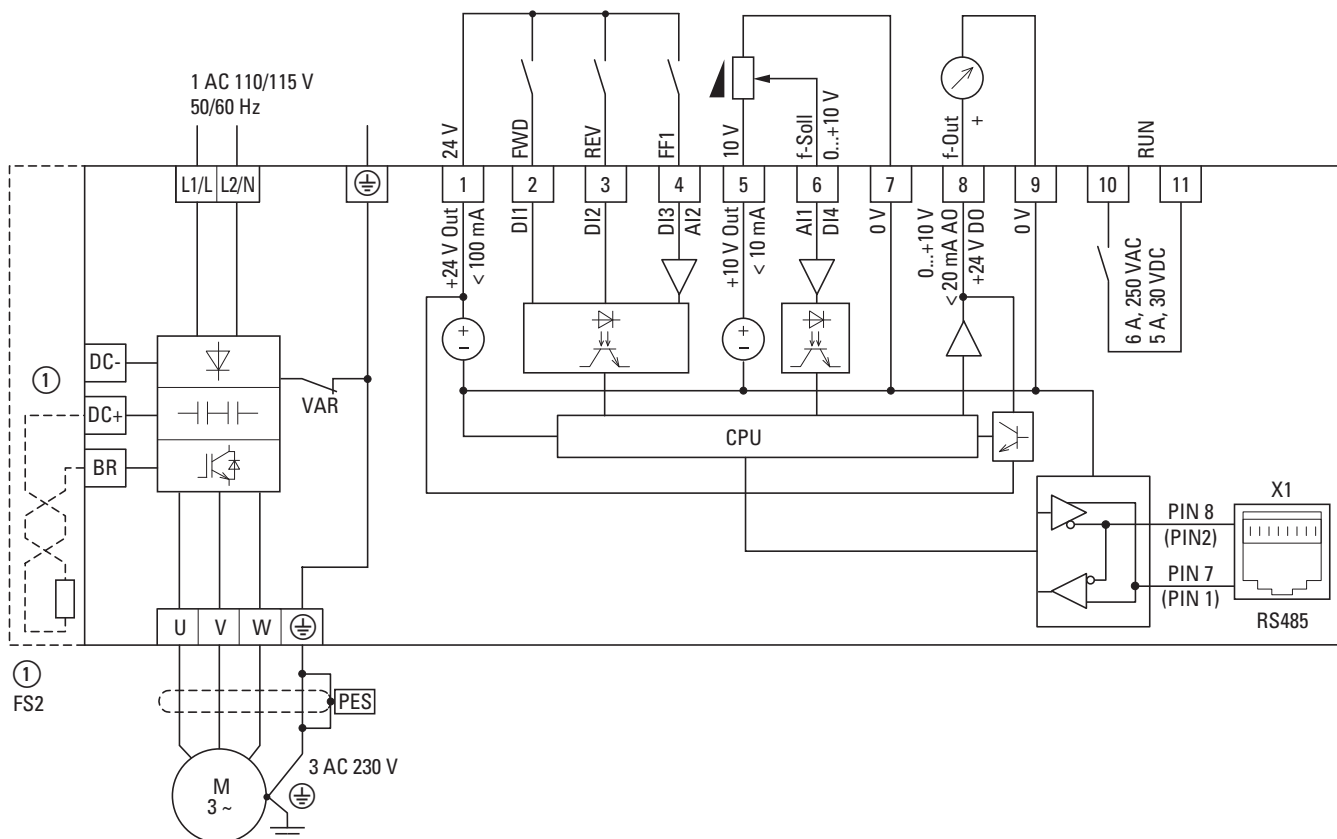 1 AC 110/115 V
50/60 Hz
24 V
FWD
REV
FF1
10 V
f-Soll
0...+10 V
f-Out
+
RUN
L1/L
L2/N
1
2
3
4
5
6
7
8
9
10
11
+24 V Out
< 100 mA
DI1
DI2
DI3
AI2
+10 V Out
< 10 mA
AI1
DI4
0 V
0...+10 V
< 20 mA AO
+24 V DO
0 V
6 A, 250 VAC
5 A, 30 VDC
+
-
+
-
DC-
1
VAR
DC+
CPU
BR
X1
PIN 8
(PIN2)
PIN 7
(PIN 1)
RS485
U
V
W
1
FS2
PES
3 AC 230 V
M
3 ~